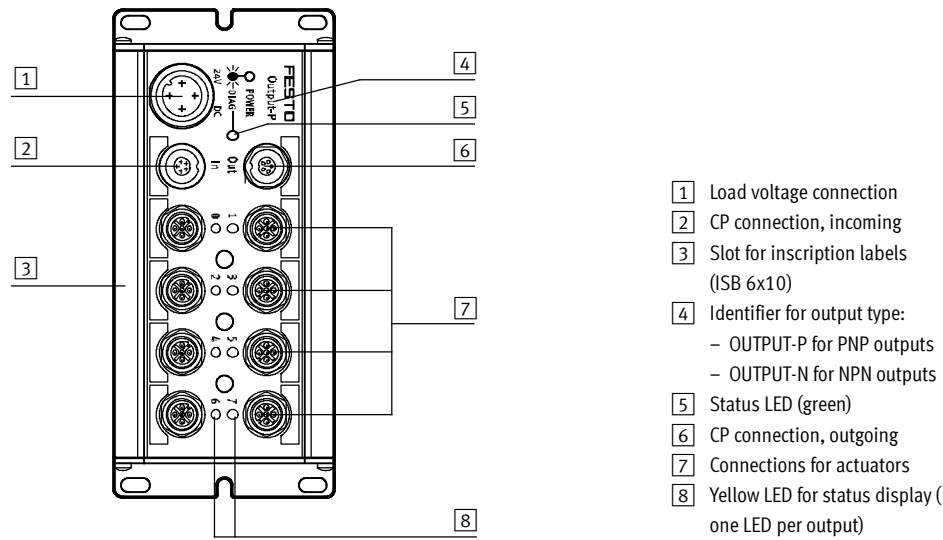 1
2
3
4
5
6
7
8
FESTO
Output-P
POWER
DIAG
24V DC
In
Out
0 1
2 3
4 5
6 7
1 Load voltage connection
2 CP connection, incoming
3 Slot for inscription labels
(ISB 6x10)
4 Identifier for output type:
– OUTPUT-P for PNP outputs
– OUTPUT-N for NPN outputs
5 Status LED (green)
6 CP connection, outgoing
7 Connections for actuators
8 Yellow LED for status display (
one LED per output)